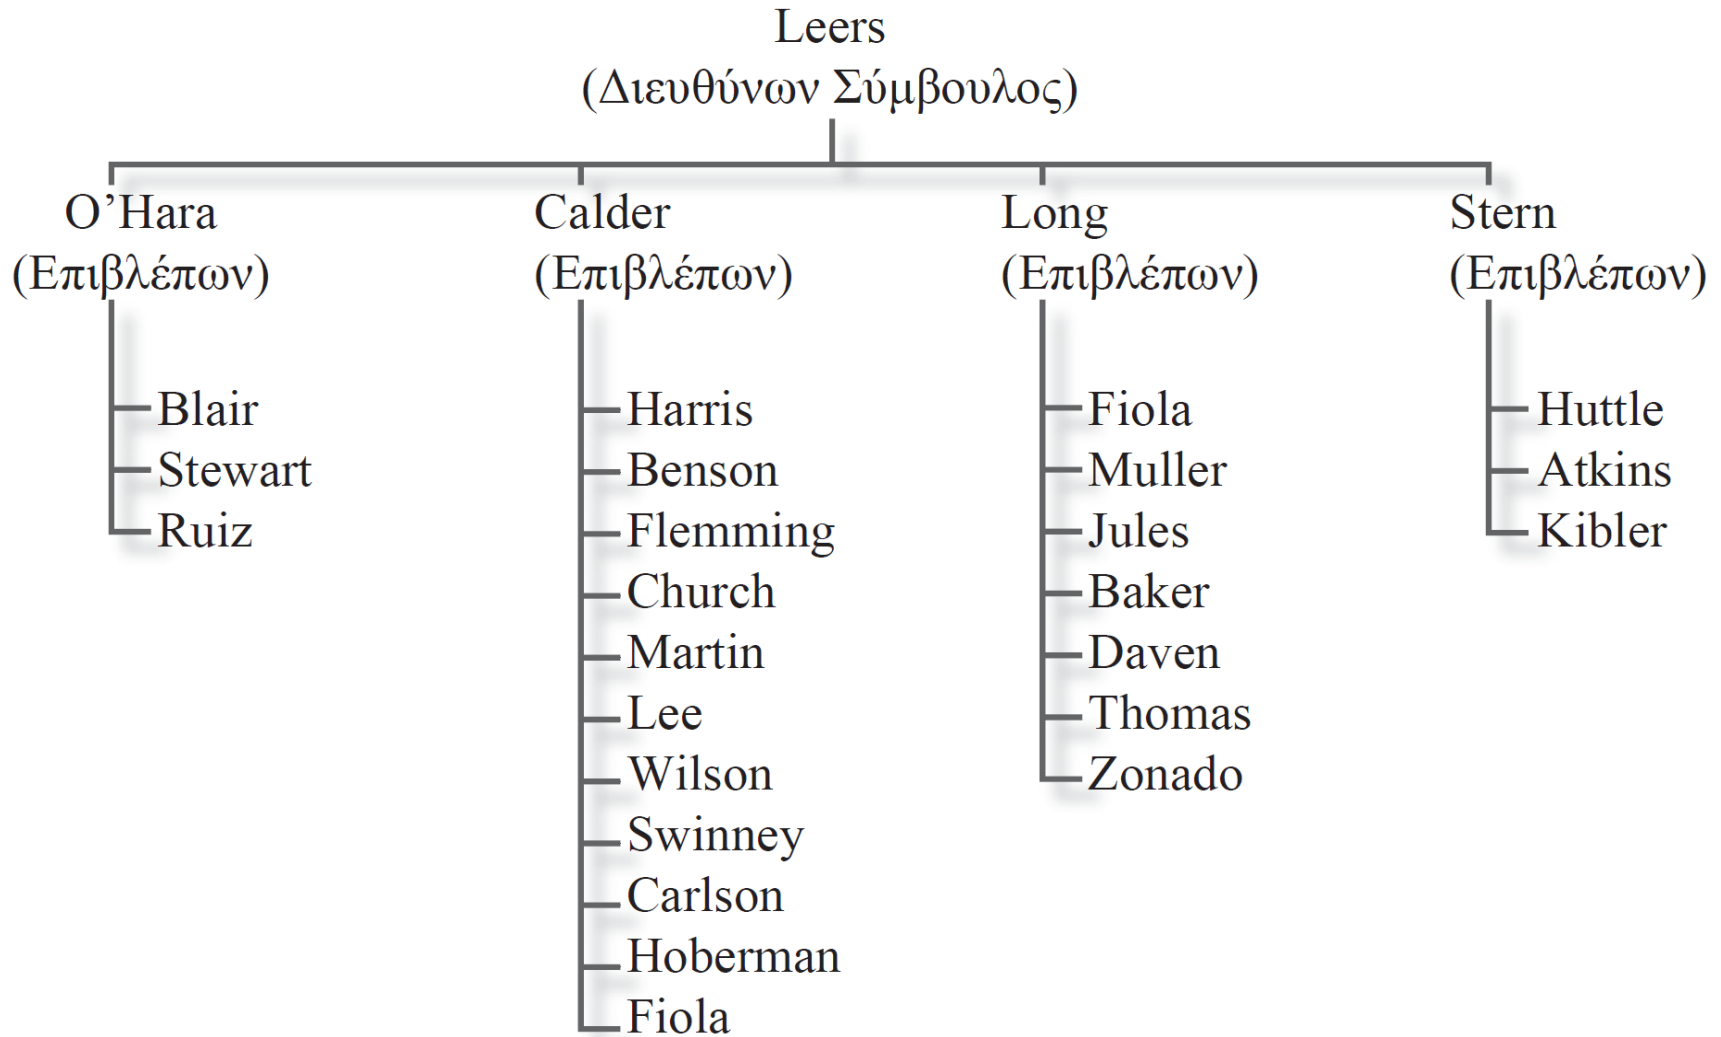 Leers
(Διευθύνων Σύμβουλος)
O’Hara
(Επιβλέπων)
Blair
Stewart
Ruiz
Calder
(Επιβλέπων)
Harris
Benson
Flemming
Church
Martin
Lee
Wilson
Swinney
Carlson
Hoberman
Fiola
Long
(Επιβλέπων)
Fiola
Muller
Jules
Baker
Daven
Thomas
Zonado
Stern
(Επιβλέπων)
Huttle
Atkins
Kibler